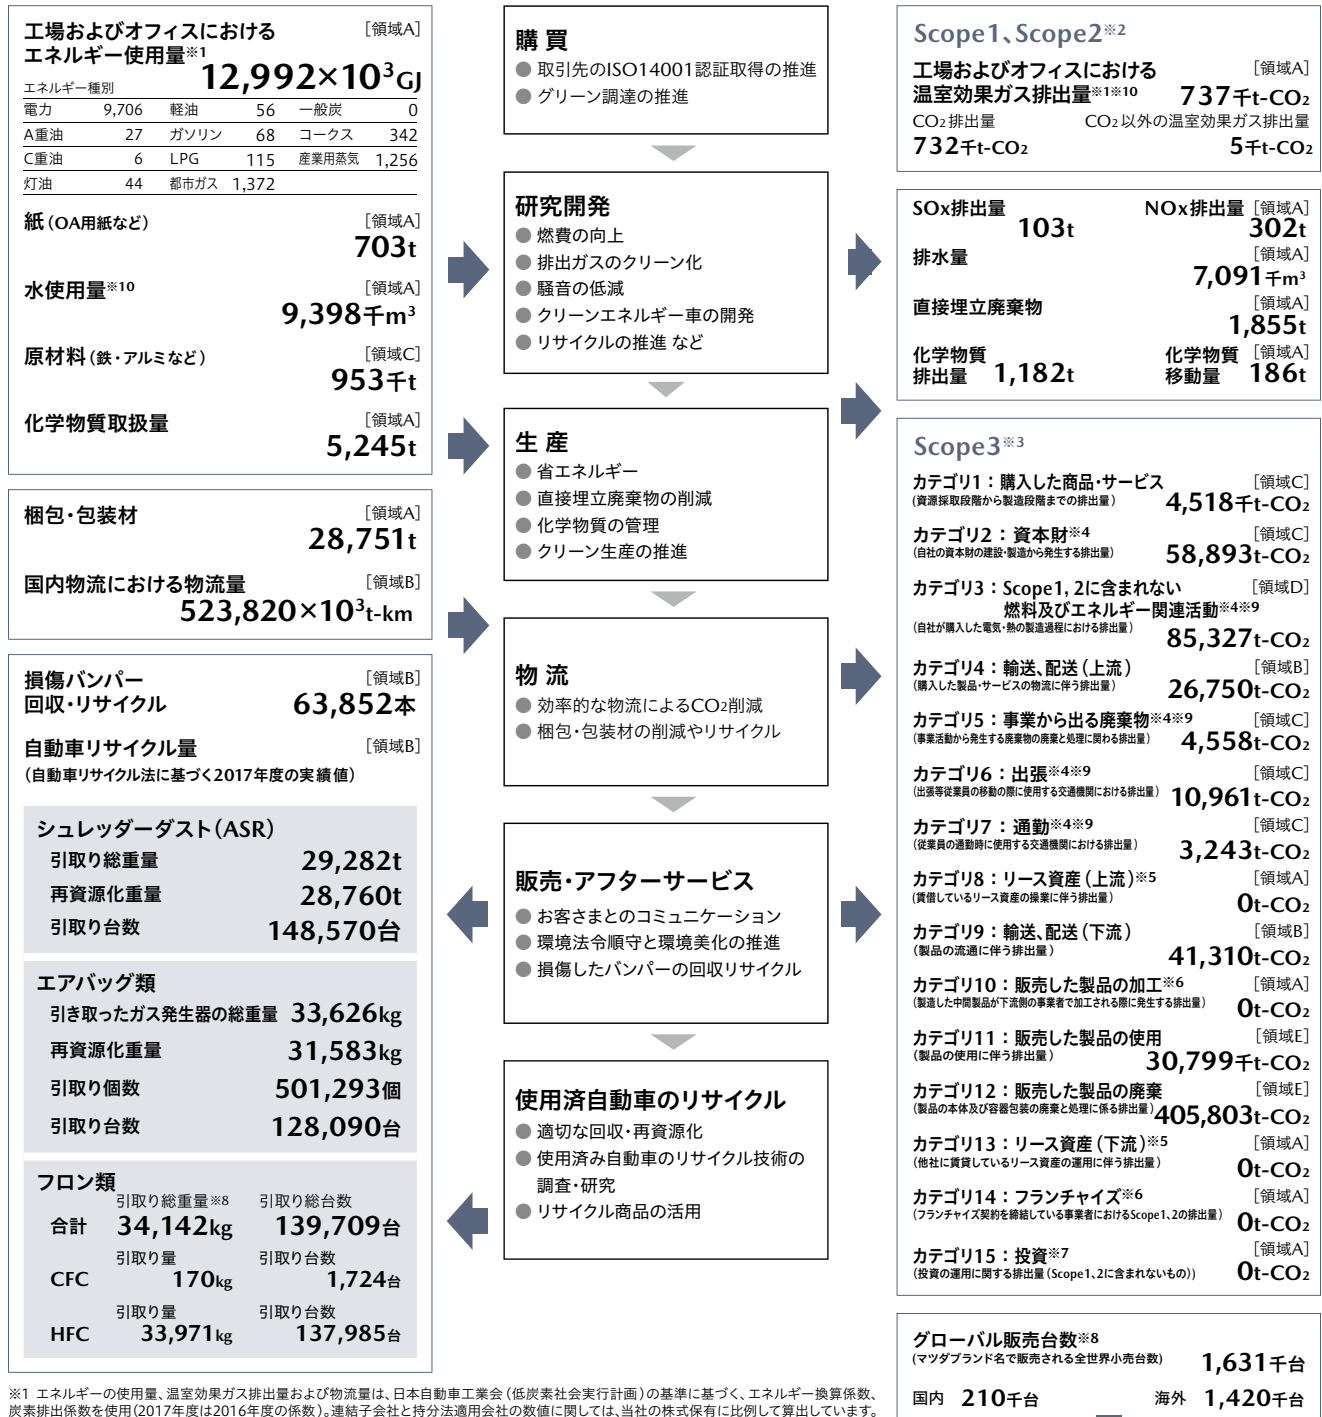 工場およびオフィスにおける [領域A]
エネルギー使用量※1
エネルギー種別 12,992×10³GJ
電力 9,706 軽油 56 一般炭 0
A重油 27 ガソリン 68 コークス 342
C重油 6 LPG 115 産業用蒸気 1,256
灯油 44 都市ガス 1,372
紙（OA用紙など） [領域A]
703t
水使用量※10 [領域A]
9,398千m³
原材料（鉄・アルミなど） [領域C]
953千t
化学物質取扱量 [領域A]
5,245t
梱包・包装材 [領域A]
28,751t
国内物流における物流量 [領域B]
523,820×10³t-km
損傷バンパー [領域B]
回収・リサイクル 63,852本
自動車リサイクル量 [領域B]
（自動車リサイクル法に基づく2017年度の実績値）
シュレッダーダスト（ASR）
引取り総重量 29,282t
再資源化重量 28,760t
引取り台数 148,570台
エアバッグ類
引き取ったガス発生器の総重量 33,626kg
再資源化重量 31,583kg
引取り個数 501,293個
引取り台数 128,090台
フロン類
引取り総重量※8 引取り総台数
合計 34,142kg 139,709台
引取り量 引取り台数
CFC 170kg 1,724台
引取り量 引取り台数
HFC 33,971kg 137,985台
購 買
● 取引先のISO14001認証取得の推進
● グリーン調達の推進
研究開発
● 燃費の向上
● 排出ガスのクリーン化
● 騒音の低減
● クリーンエネルギー車の開発
● リサイクルの推進 など
生 産
● 省エネルギー
● 直接埋立廃棄物の削減
● 化学物質の管理
● クリーン生産の推進
物 流
● 効率的な物流によるCO₂削減
● 梱包・包装材の削減やリサイクル
販売・アフターサービス
● お客さまとのコミュニケーション
● 環境法令順守と環境美化の推進
● 損傷したバンパーの回収リサイクル
使用済自動車のリサイクル
● 適切な回収・再資源化
● 使用済み自動車のリサイクル技術の
調査・研究
● リサイクル商品の活用
Scope1、Scope2※2
工場およびオフィスにおける [領域A]
温室効果ガス排出量※1※10 737千t-CO₂
CO₂排出量 CO₂以外の温室効果ガス排出量
732千t-CO₂ 5千t-CO₂
SOx排出量 NOx排出量 [領域A]
103t 302t
排水量 [領域A]
7,091千m³
直接埋立廃棄物 [領域A]
1,855t
化学物質 化学物質 [領域A]
排出量 1,182t 移動量 186t
Scope3※3
カテゴリ1：購入した商品・サービス [領域C]
(資源採取段階から製造段階までの排出量) 4,518千t-CO₂
カテゴリ2：資本財※4 [領域C]
(自社の資本財の建設・製造から発生する排出量) 58,893t-CO₂
カテゴリ3：Scope1, 2に含まれない [領域D]
燃料及びエネルギー関連活動※4※9
(自社が購入した電気・熱の製造過程における排出量) 85,327t-CO₂
カテゴリ4：輸送、配送（上流） [領域B]
(購入した製品・サービスの物流に伴う排出量) 26,750t-CO₂
カテゴリ5：事業から出る廃棄物※4※9 [領域C]
(事業活動から発生する廃棄物の廃棄と処理に関わる排出量) 4,558t-CO₂
カテゴリ6：出張※4※9 [領域C]
(出張等従業員の移動の際に使用する交通機関における排出量) 10,961t-CO₂
カテゴリ7：通勤※4※9 [領域C]
(従業員の通勤時に使用する交通機関における排出量) 3,243t-CO₂
カテゴリ8：リース資産（上流）※5 [領域A]
(賃借しているリース資産の操業に伴う排出量) 0t-CO₂
カテゴリ9：輸送、配送（下流） [領域B]
(製品の流通に伴う排出量) 41,310t-CO₂
カテゴリ10：販売した製品の加工※6 [領域A]
(製造した中間製品が下流側の事業者で加工される際に発生する排出量) 0t-CO₂
カテゴリ11：販売した製品の使用 [領域E]
(製品の使用に伴う排出量) 30,799千t-CO₂
カテゴリ12：販売した製品の廃棄 [領域E]
(製品の本体及び容器包装の廃棄と処理に係る排出量) 405,803t-CO₂
カテゴリ13：リース資産（下流）※5 [領域A]
(他社に賃貸しているリース資産の運用に伴う排出量) 0t-CO₂
カテゴリ14：フランチャイズ※6 [領域A]
(フランチャイズ契約を締結している事業者におけるScope1、2の排出量) 0t-CO₂
カテゴリ15：投資※7 [領域A]
(投資の運用に関する排出量（Scope1、2に含まれないもの）) 0t-CO₂
グローバル販売台数※8
(マツダブランド名で販売される全世界小売台数) 1,631千台
国内 210千台 海外 1,420千台
※1 エネルギーの使用量、温室効果ガス排出量および物流量は、日本自動車工業会（低炭素社会実行計画）の基準に基づく、エネルギー換算係数、
炭素排出係数を使用（2017年度は2016年度の係数）。連結子会社と持分法適用会社の数値に関しては、当社の株式保有に比例して算出しています。